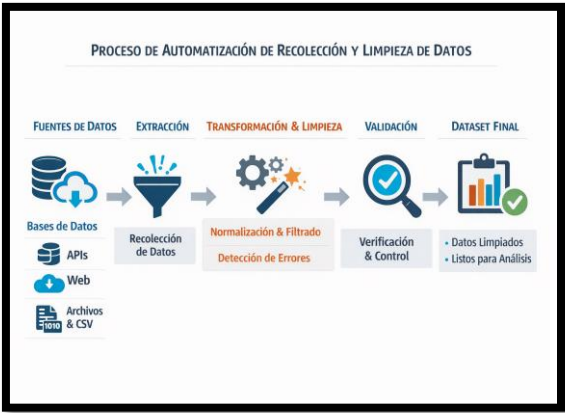 PROCESO DE AUTOMATIZACIÓN DE RECOLECCIÓN Y LIMPIEZA DE DATOS
FUENTES DE DATOS
EXTRACCIÓN
TRANSFORMACIÓN & LIMPIEZA
VALIDACIÓN
DATASET FINAL
Bases de Datos
APIs
Web
1010
Archivos
& CSV
Recolección
de Datos
Normalización & Filtrado
Detección de Errores
Verificación
& Control
• Datos Limpiados
• Listos para Análisis